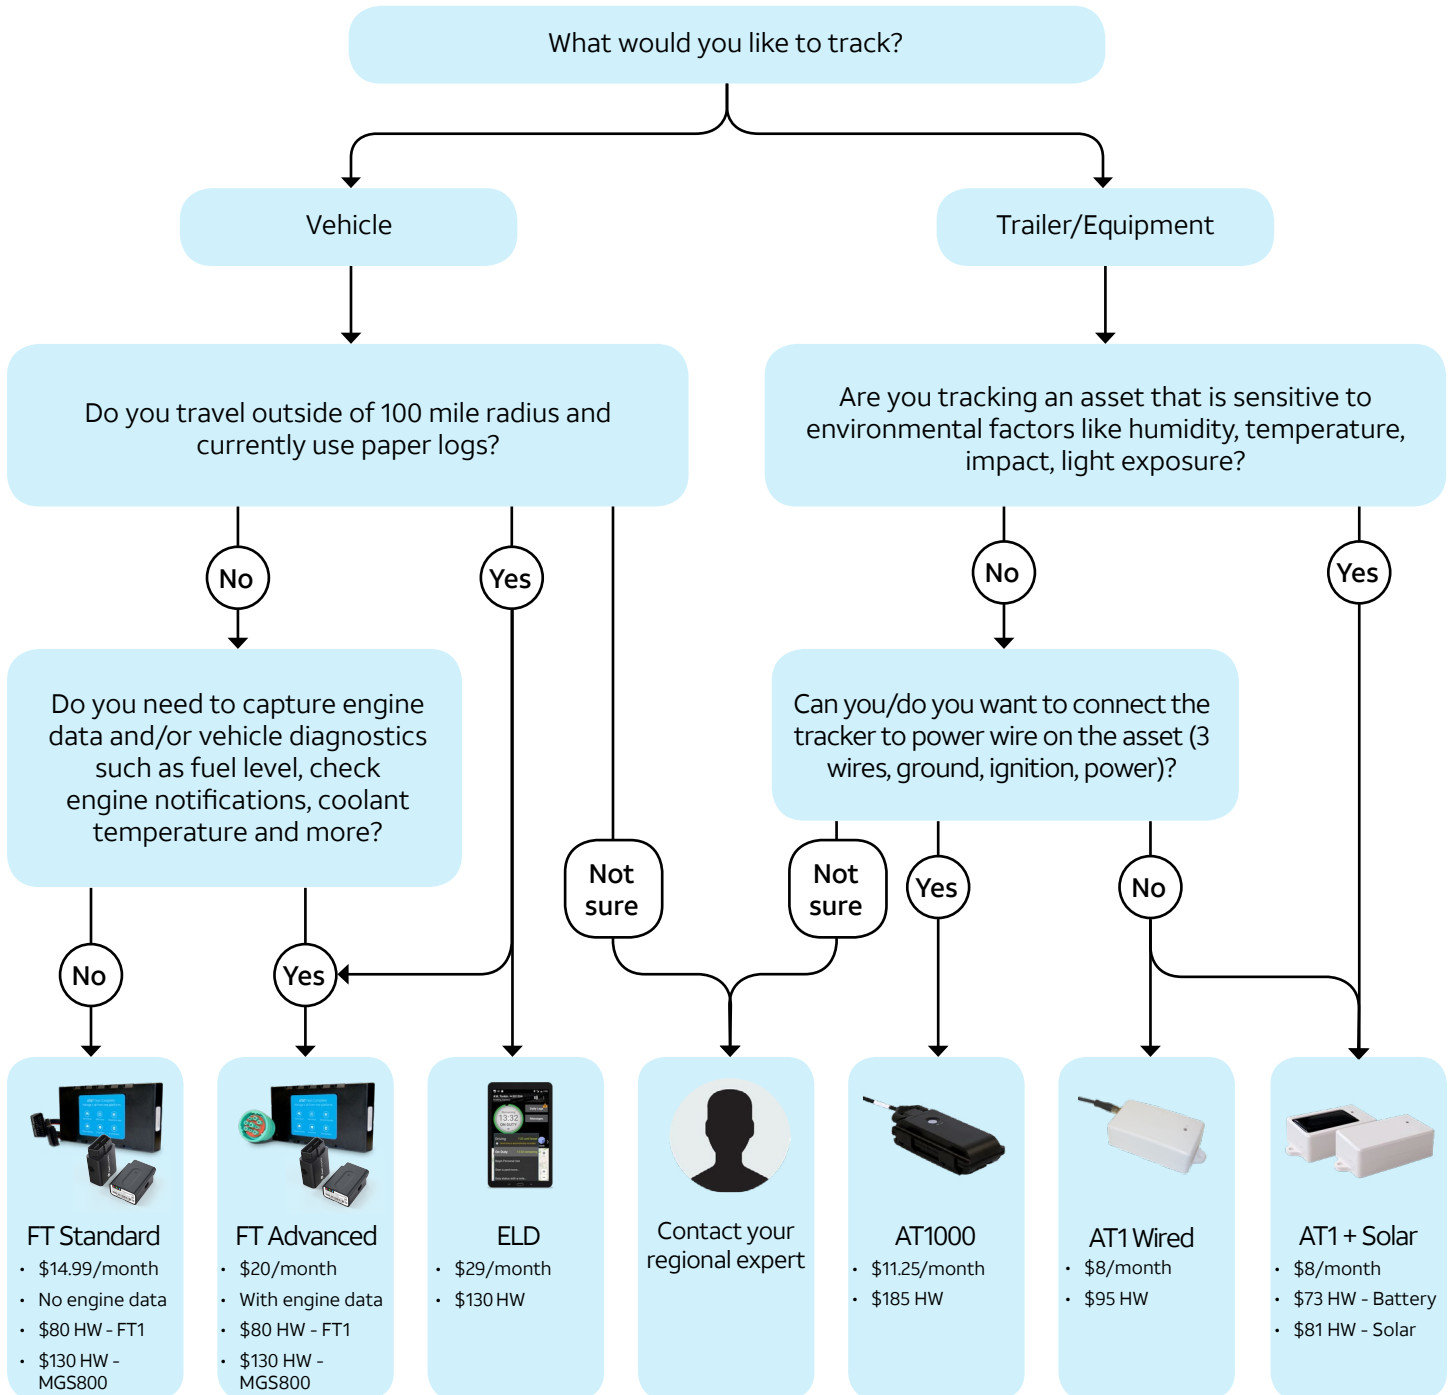 What would you like to track?
Vehicle
Trailer/Equipment
Do you travel outside of 100 mile radius and
currently use paper logs?
Are you tracking an asset that is sensitive to
environmental factors like humidity, temperature,
impact, light exposure?
No
Yes
No
Yes
Do you need to capture engine
data and/or vehicle diagnostics
such as fuel level, check
engine notifications, coolant
temperature and more?
Can you/do you want to connect the
tracker to power wire on the asset (3
wires, ground, ignition, power)?
Not
sure
Not
sure
Yes
No
No
Yes
13:32
FT Standard
• $14.99/month
• No engine data
• $80 HW - FT1
• $130 HW -
MGS800
FT Advanced
• $20/month
• With engine data
• $80 HW - FT1
• $130 HW -
MGS800
ELD
• $29/month
• $130 HW
Contact your
regional expert
AT1000
• $11.25/month
• $185 HW
AT1 Wired
• $8/month
• $95 HW
AT1 + Solar
• $8/month
• $73 HW - Battery
• $81 HW - Solar